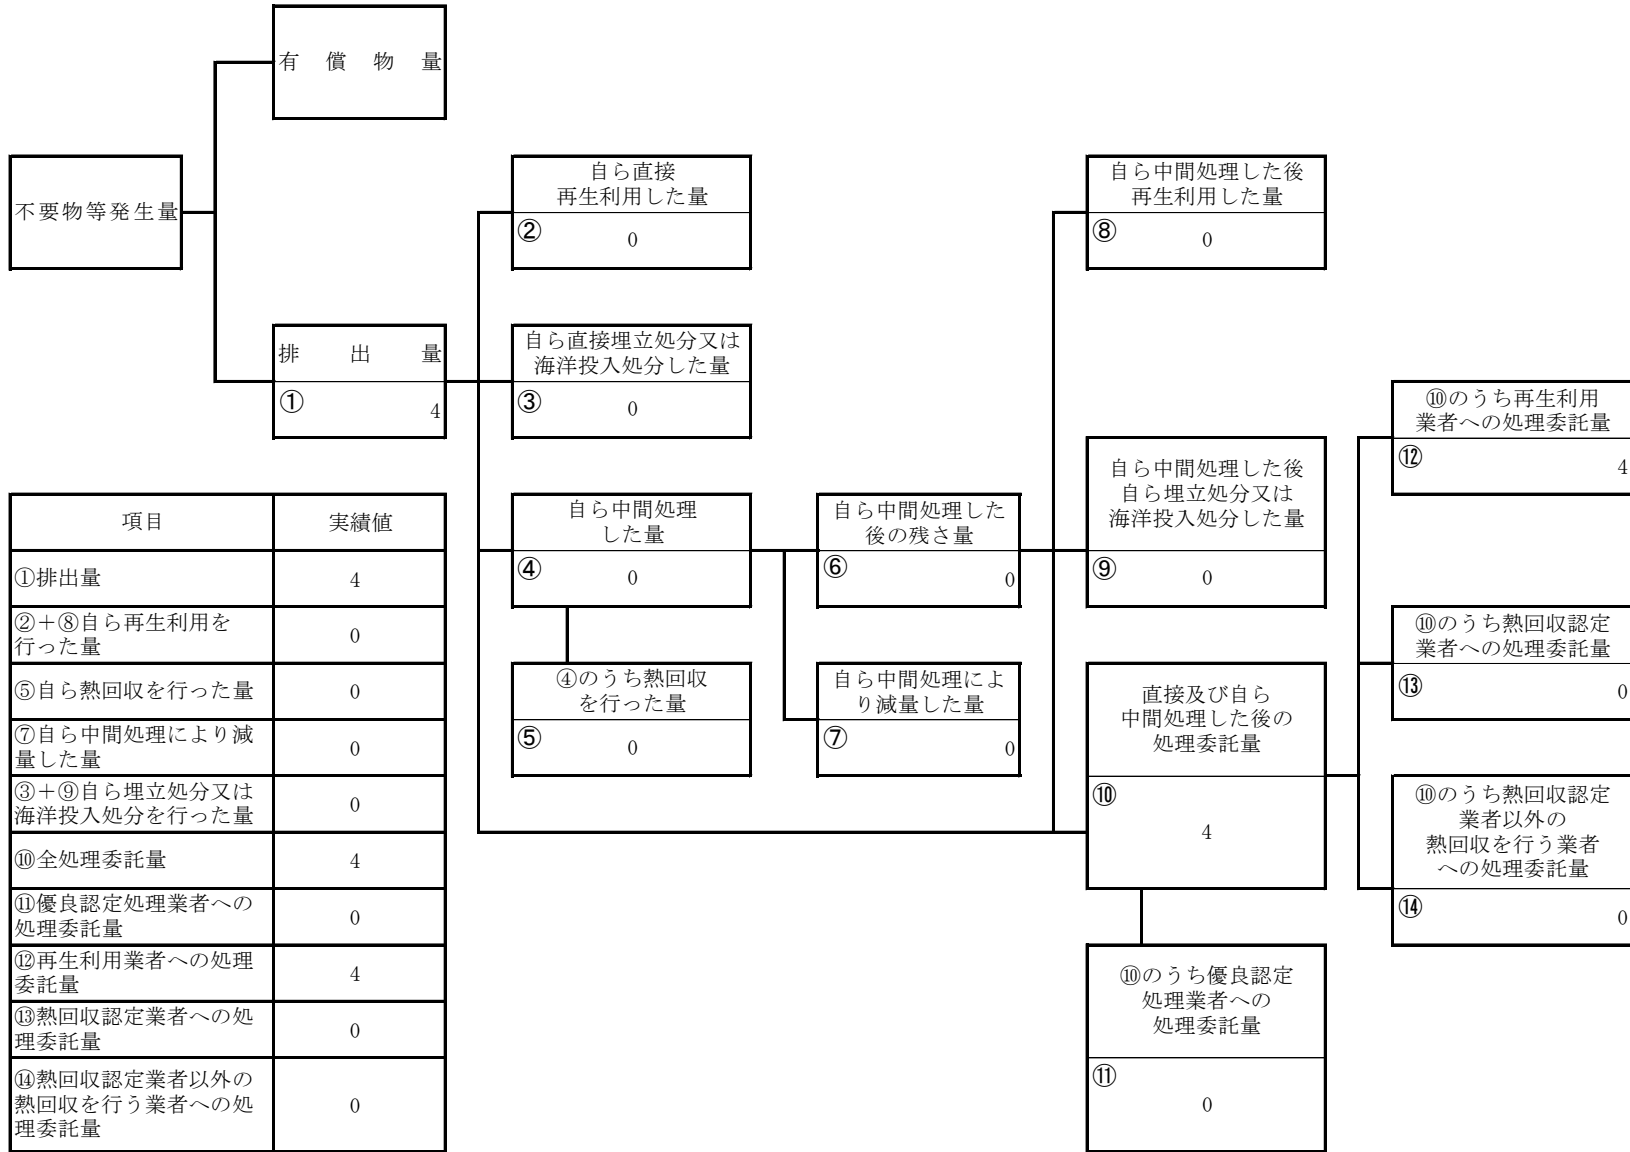 有償物量
不要物等発生量
排出量
①
4
自ら直接
再生利用した量
②
0
自ら直接埋立処分又は
海洋投入処分した量
③
0
自ら中間処理
した量
④
0
④のうち熱回収
を行った量
⑤
0
自ら中間処理した
後の残さ量
⑥
0
自ら中間処理によ
り減量した量
⑦
0
自ら中間処理した後
再生利用した量
⑧
0
自ら中間処理した後
自ら埋立処分又は
海洋投入処分した量
⑨
0
直接及び自ら
中間処理した後の
処理委託量
⑩
4
⑩のうち優良認定
処理業者への
処理委託量
⑪
0
⑩のうち再生利用
業者への処理委託量
⑫
4
⑩のうち熱回収認定
業者への処理委託量
⑬
0
⑩のうち熱回収認定
業者以外の
熱回収を行う業者
への処理委託量
⑭
0
項目 実績値
①排出量 4
②+⑧自ら再生利用を
行った量 0
⑤自ら熱回収を行った量 0
⑦自ら中間処理により減
量した量 0
③+⑨自ら埋立処分又は
海洋投入処分を行った量 0
⑩全処理委託量 4
⑪優良認定処理業者への
処理委託量 0
⑫再生利用業者への処理
委託量 4
⑬熱回収認定業者への処
理委託量 0
⑭熱回収認定業者以外の
熱回収を行う業者への処
理委託量 0